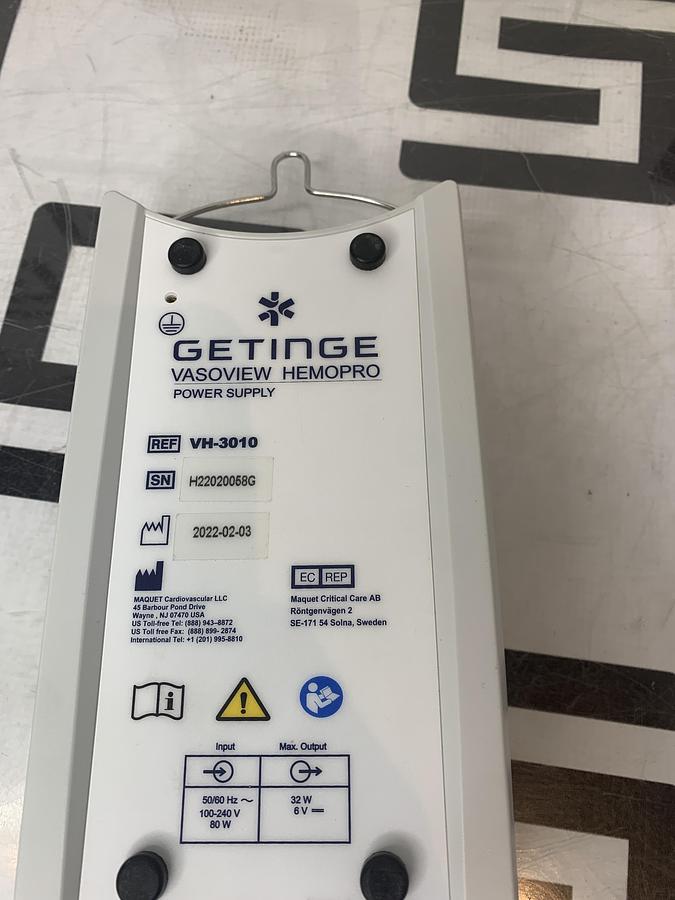 GETINGE
VASOVIEW HEMOPRO
POWER SUPPLY
REF VH-3010
SN H22020058G
2022-02-03
MAQUET Cardiovascular LLC
45 Barbour Pond Drive
Wayne , NJ 07470 USA
US Toll-free Tel: (888) 943-8872
US Toll free Fax: (888) 899- 2874
International Tel: +1 (201) 995-8810
EC REP
Maquet Critical Care AB
Röntgenvägen 2
SE-171 54 Solna, Sweden
Input
50/60 Hz ~
100-240 V
80 W
Max. Output
32 W
6 V ⎓